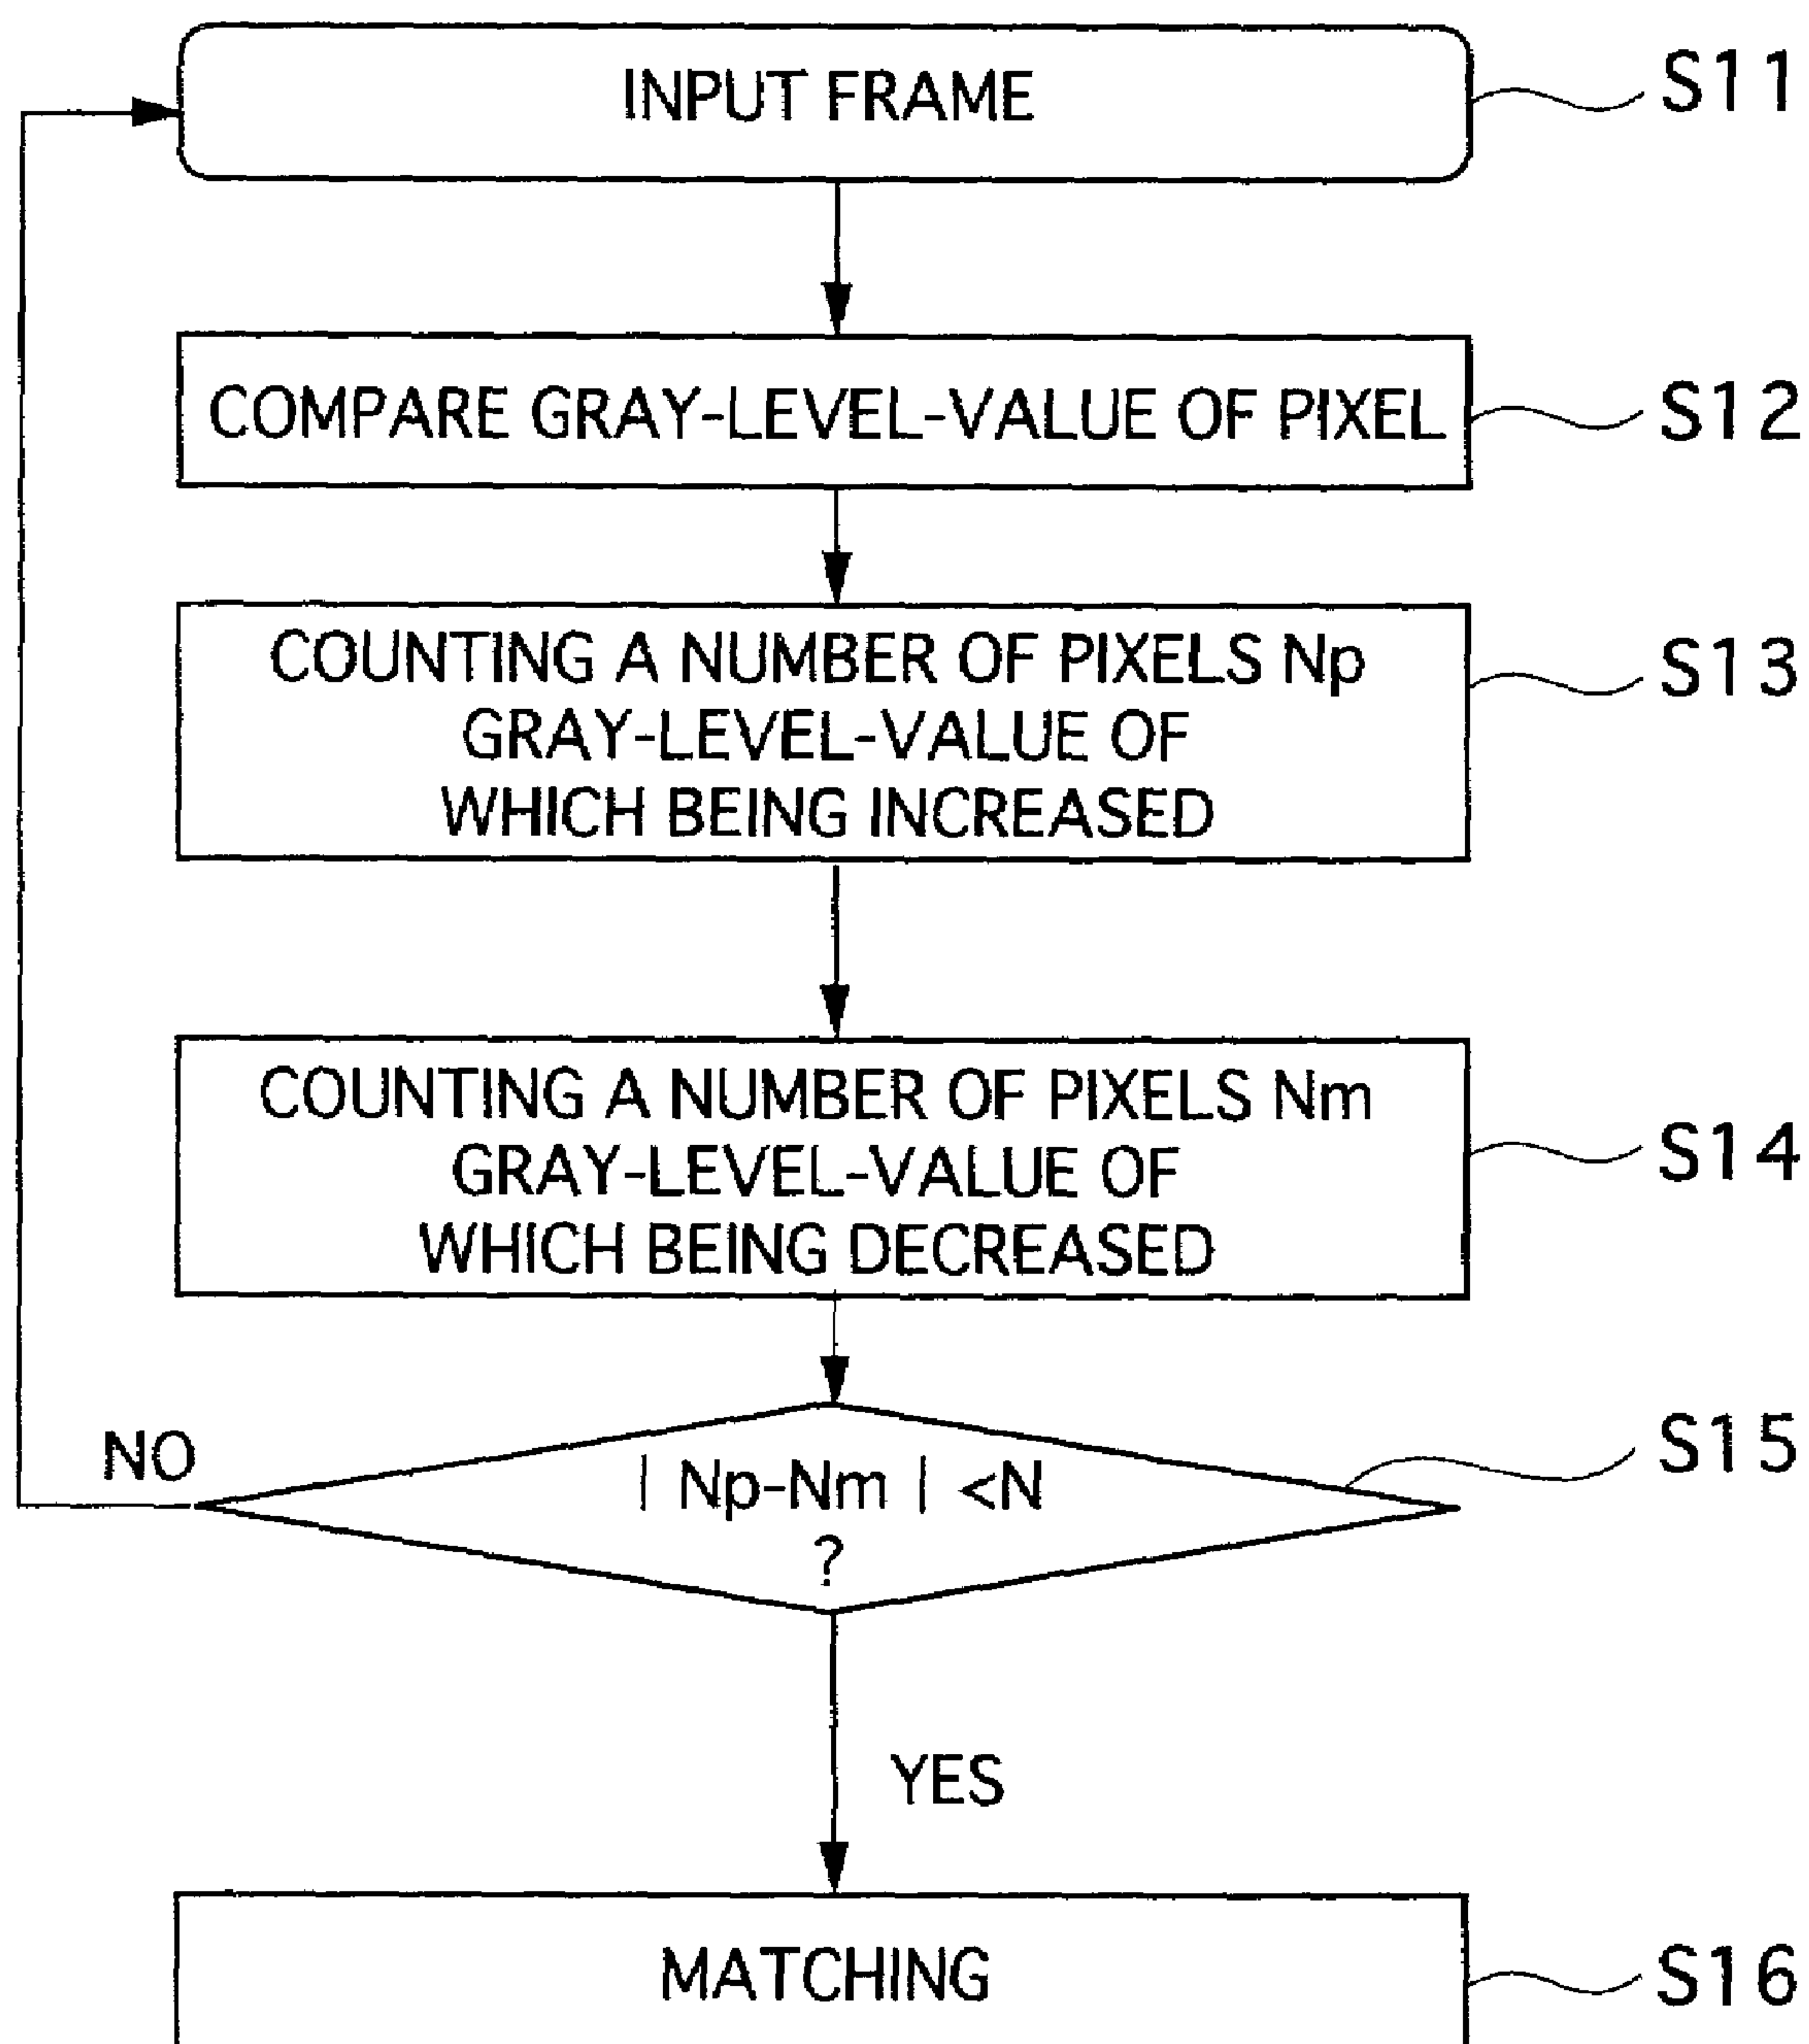 INPUT FRAME
S11
COMPARE GRAY-LEVEL-VALUE OF PIXEL
S12
COUNTING A NUMBER OF PIXELS Np
GRAY-LEVEL-VALUE OF
WHICH BEING INCREASED
S13
COUNTING A NUMBER OF PIXELS Nm
GRAY-LEVEL-VALUE OF
WHICH BEING DECREASED
S14
NO
| Np-Nm | <N
?
S15
YES
MATCHING
S16